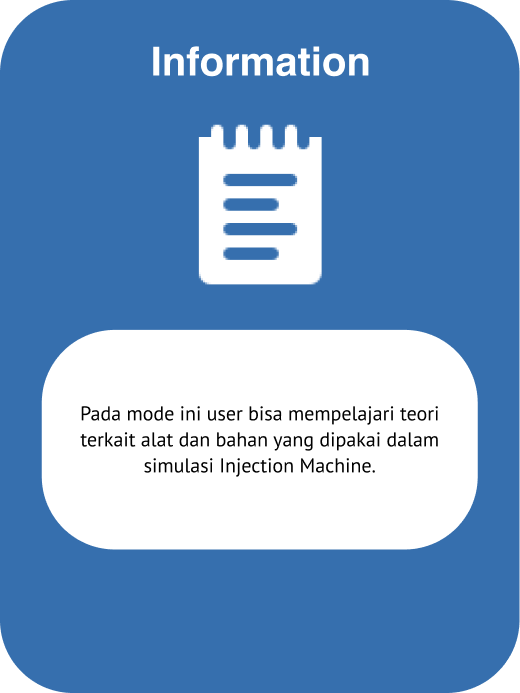 Information
Pada mode ini user bisa mempelajari teori
terkait alat dan bahan yang dipakai dalam
simulasi Injection Machine.